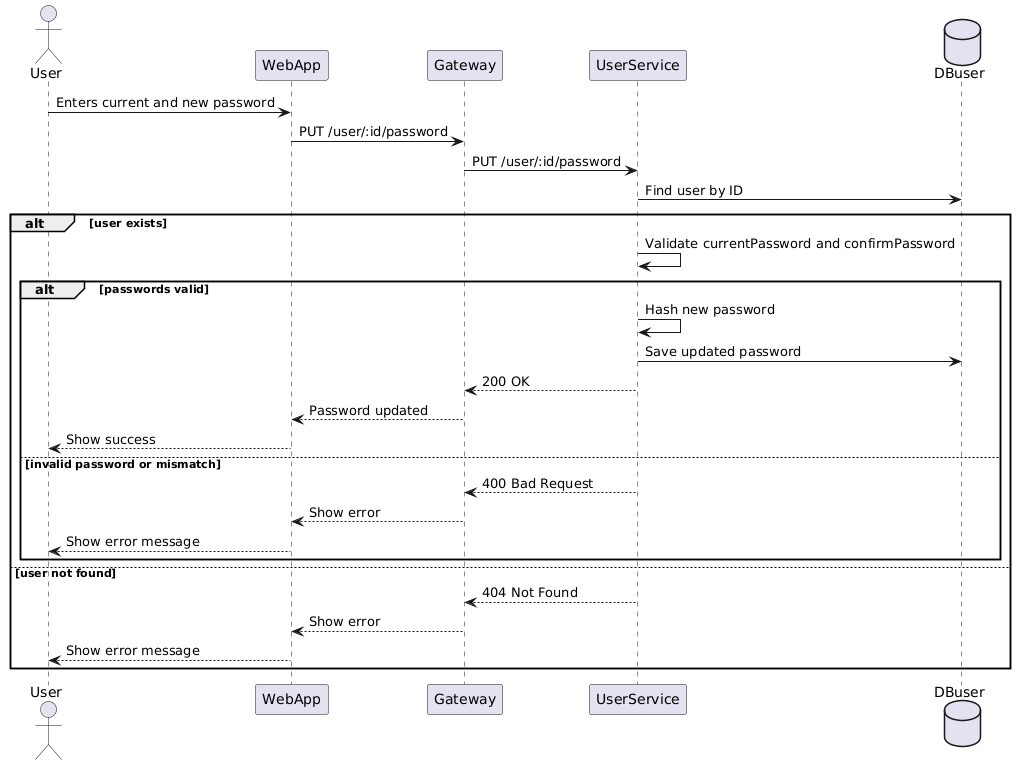 User
WebApp
Gateway
UserService
DBuser
Enters current and new password
PUT /user/:id/password
PUT /user/:id/password
Find user by ID
alt [user exists]
Validate currentPassword and confirmPassword
alt [passwords valid]
Hash new password
Save updated password
200 OK
Password updated
Show success
[invalid password or mismatch]
400 Bad Request
Show error
Show error message
[user not found]
404 Not Found
Show error
Show error message
User
WebApp
Gateway
UserService
DBuser